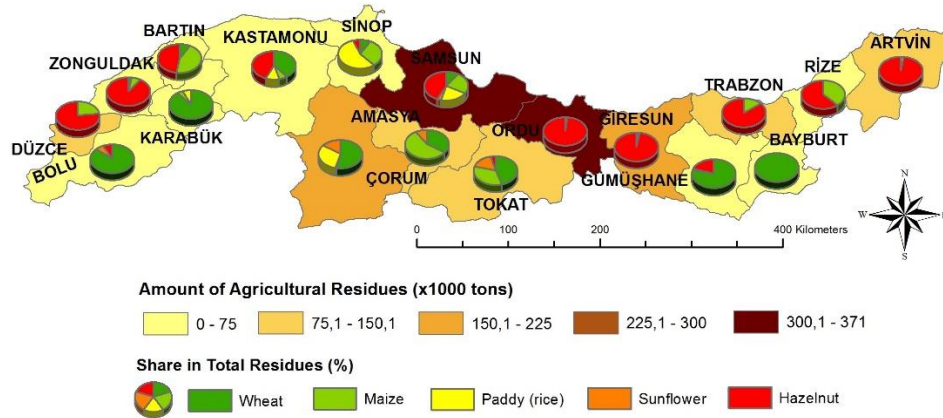 SİNOP
BARTIN
KASTAMONU
ZONGULDAK
SAMSUN
ARTVİN
RİZE
TRABZON
AMASYA
ORDU
GİRESUN
KARABÜK
BAYBURT
DÜZCE
BOLU
ÇORUM
GÜMÜŞHANE
TOKAT
N
W
S
0 100 200 400 Kilometers
Amount of Agricultural Residues (x1000 tons)
0 - 75 75,1 - 150,1 150,1 - 225 225,1 - 300 300,1 - 371
Share in Total Residues (%)
Wheat Maize Paddy (rice) Sunflower Hazelnut